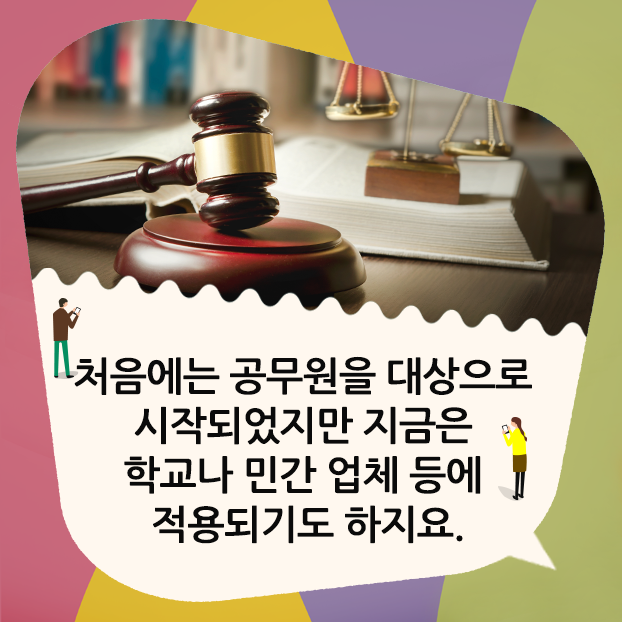 처음에는 공무원을 대상으로
시작되었지만 지금은
학교나 민간 업체 등에
적용되기도 하지요.